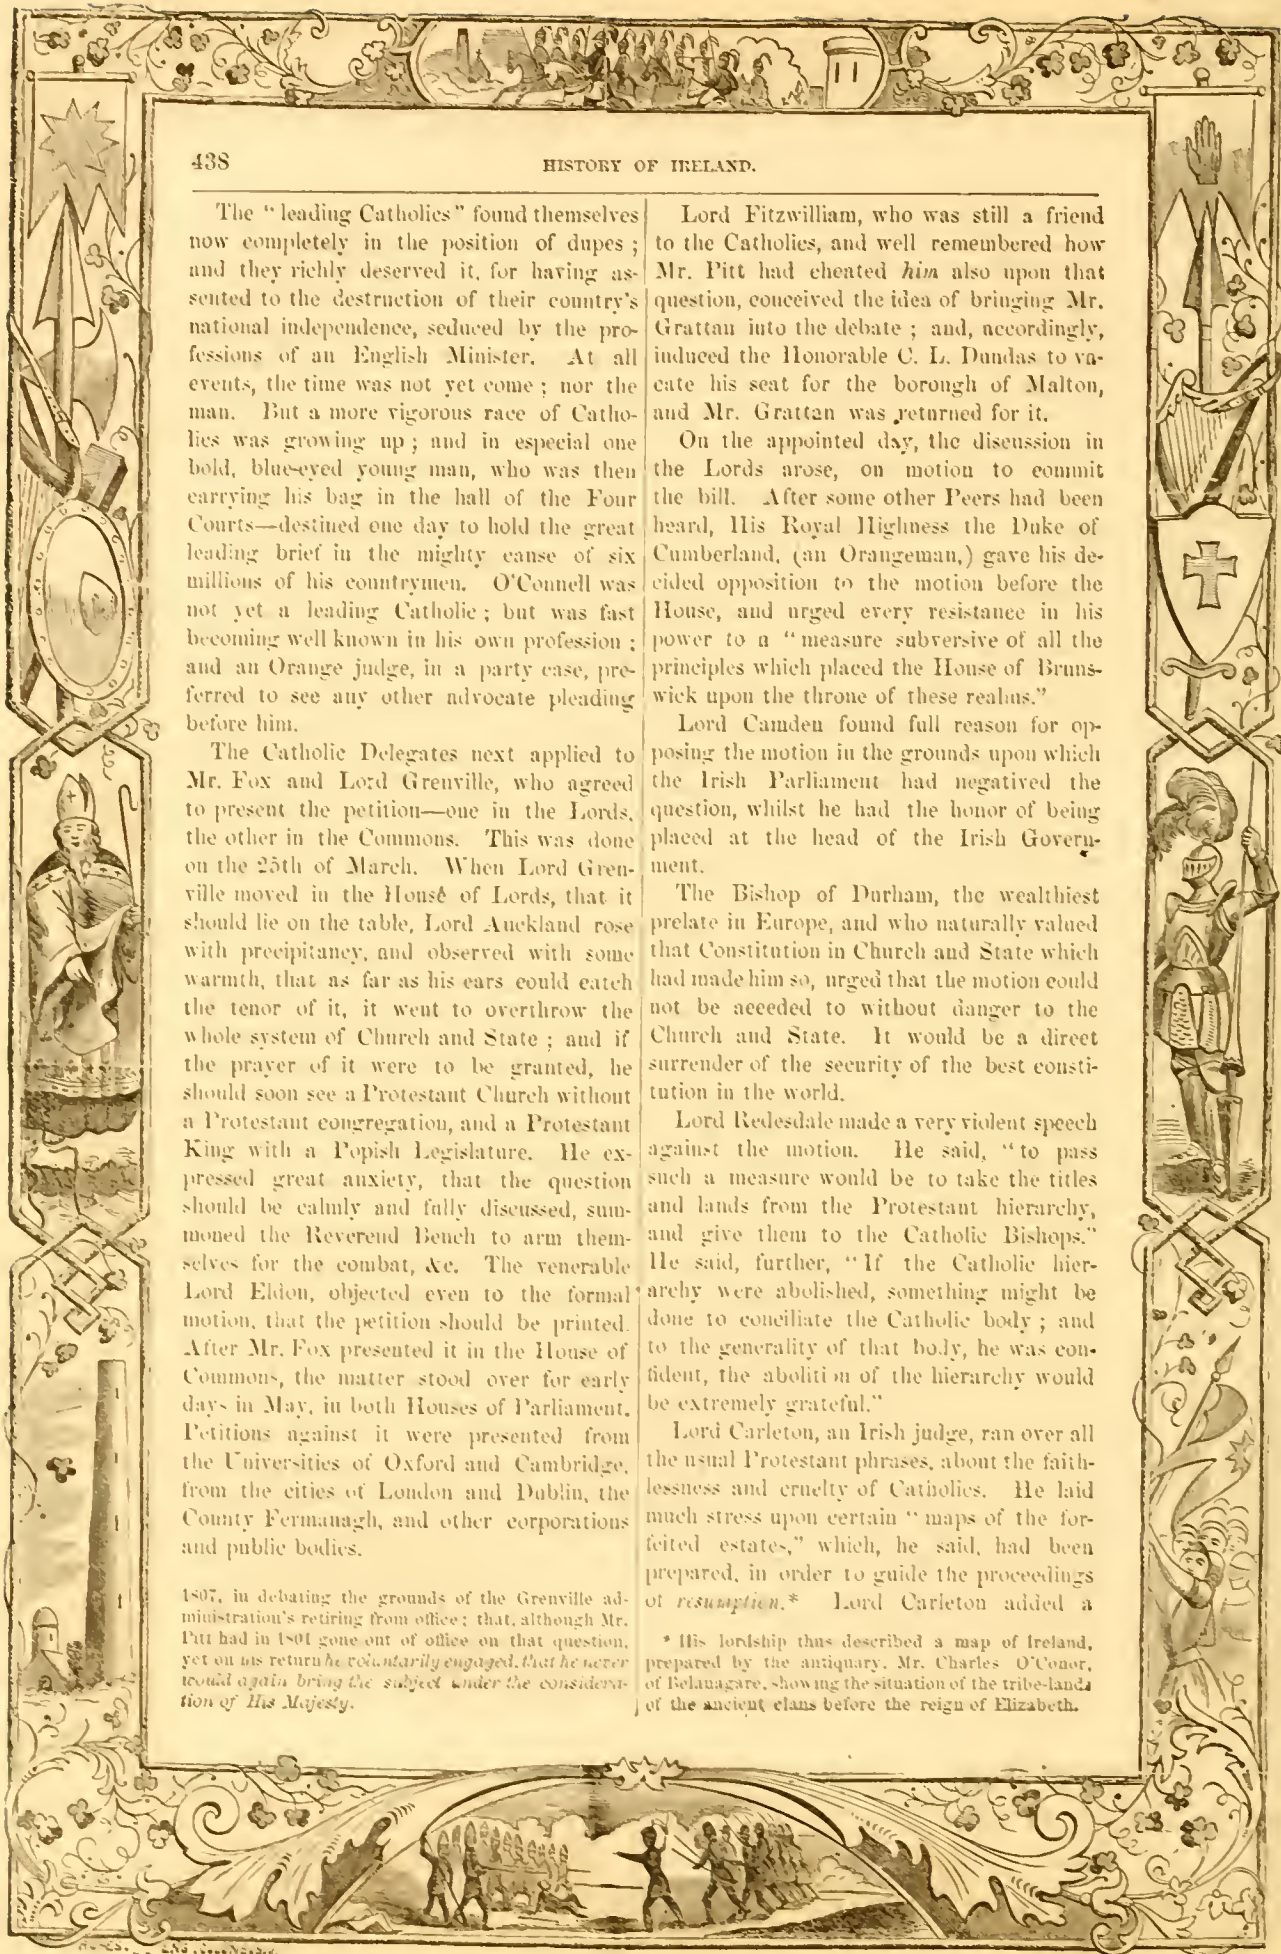 438
HISTORY OF IRELAND.
The “ leading Catholics” found themselves
now completely in the position of dupes ;
and they richly deserved it, for having as-
sented to the destruction of their country's
national independence, seduced by the pro-
fessions of an English Minister. At all
events, the time was not yet come ; nor the
man. But a more vigorous race of Catho-
lics was growing up ; and in especial one
bold, blue-eyed young man, who was then
carrying his bag in the hall of the Four
Courts—destined one day to hold the great
leading brief in the mighty cause of six
millions of his countrymen. O'Connell was
not yet a leading Catholic ; but was fast
becoming well known in his own profession ;
and an Orange judge, in a party case, pre-
ferred to see any other advocate pleading
before him.
The Catholic Delegates next applied to
Mr. Fox and Lord Grenville, who agreed
to present the petition—one in the Lords,
the other in the Commons. This was done
on the 25th of March. When Lord Gren-
ville moved in the House of Lords, that it
should lie on the table, Lord Auckland rose
with precipitancy, and observed with some
warmth, that as far as his ears could catch
the tenor of it, it went to overthrow the
whole system of Church and State ; and if
the prayer of it were to be granted, he
should soon see a Protestant Church without
a Protestant congregation, and a Protestant
King with a Popish Legislature. He ex-
pressed great anxiety, that the question
should be calmly and fully discussed, sum-
moned the Reverend Bench to arm them-
selves for the combat, &c. The venerable
Lord Eldon, objected even to the formal
motion, that the petition should be printed.
After Mr. Fox presented it in the House of
Commons, the matter stood over for early
days in May, in both Houses of Parliament.
Petitions against it were presented from
the Universities of Oxford and Cambridge,
from the cities of London and Dublin, the
County Fermanagh, and other corporations
and public bodies.
1807, in debating the grounds of the Grenville ad-
ministration's retiring from office ; that, although Mr.
Pitt had in 1801 gone out of office on that question,
yet on his return he voluntarily engaged, that he never
would again bring the subject under the considera-
tion of His Majesty.
Lord Fitzwilliam, who was still a friend
to the Catholics, and well remembered how
Mr. Pitt had cheated him also upon that
question, conceived the idea of bringing Mr.
Grattan into the debate ; and, accordingly,
induced the Honorable C. L. Dundas to va-
cate his seat for the borough of Malton,
and Mr. Grattan was returned for it.
On the appointed day, the discussion in
the Lords arose, on motion to commit
the bill. After some other Peers had been
heard, His Royal Highness the Duke of
Cumberland, (an Orangeman,) gave his de-
cided opposition to the motion before the
House, and urged every resistance in his
power to a “ measure subversive of all the
principles which placed the House of Bruns-
wick upon the throne of these realms.”
Lord Camden found full reason for op-
posing the motion in the grounds upon which
the Irish Parliament had negatived the
question, whilst he had the honor of being
placed at the head of the Irish Govern-
ment.
The Bishop of Durham, the wealthiest
prelate in Europe, and who naturally valued
that Constitution in Church and State which
had made him so, urged that the motion could
not be acceded to without danger to the
Church and State. It would be a direct
surrender of the security of the best consti-
tution in the world.
Lord Redesdale made a very violent speech
against the motion. He said, “ to pass
such a measure would be to take the titles
and lands from the Protestant hierarchy,
and give them to the Catholic Bishops.”
He said, further, “ If the Catholic hier-
archy were abolished, something might be
done to conciliate the Catholic body ; and
to the generality of that body, he was con-
fident, the abolition of the hierarchy would
be extremely grateful.”
Lord Carleton, an Irish judge, ran over all
the usual Protestant phrases, about the faith-
lessness and cruelty of Catholics. He laid
much stress upon certain “ maps of the for-
feited estates,” which, he said, had been
prepared, in order to guide the proceedings
of resumption.* Lord Carleton added a
* His lordship thus described a map of Ireland,
prepared by the antiquary, Mr. Charles O'Conor,
of Belanagare, showing the situation of the tribe-lands
of the ancient clans before the reign of Elizabeth.